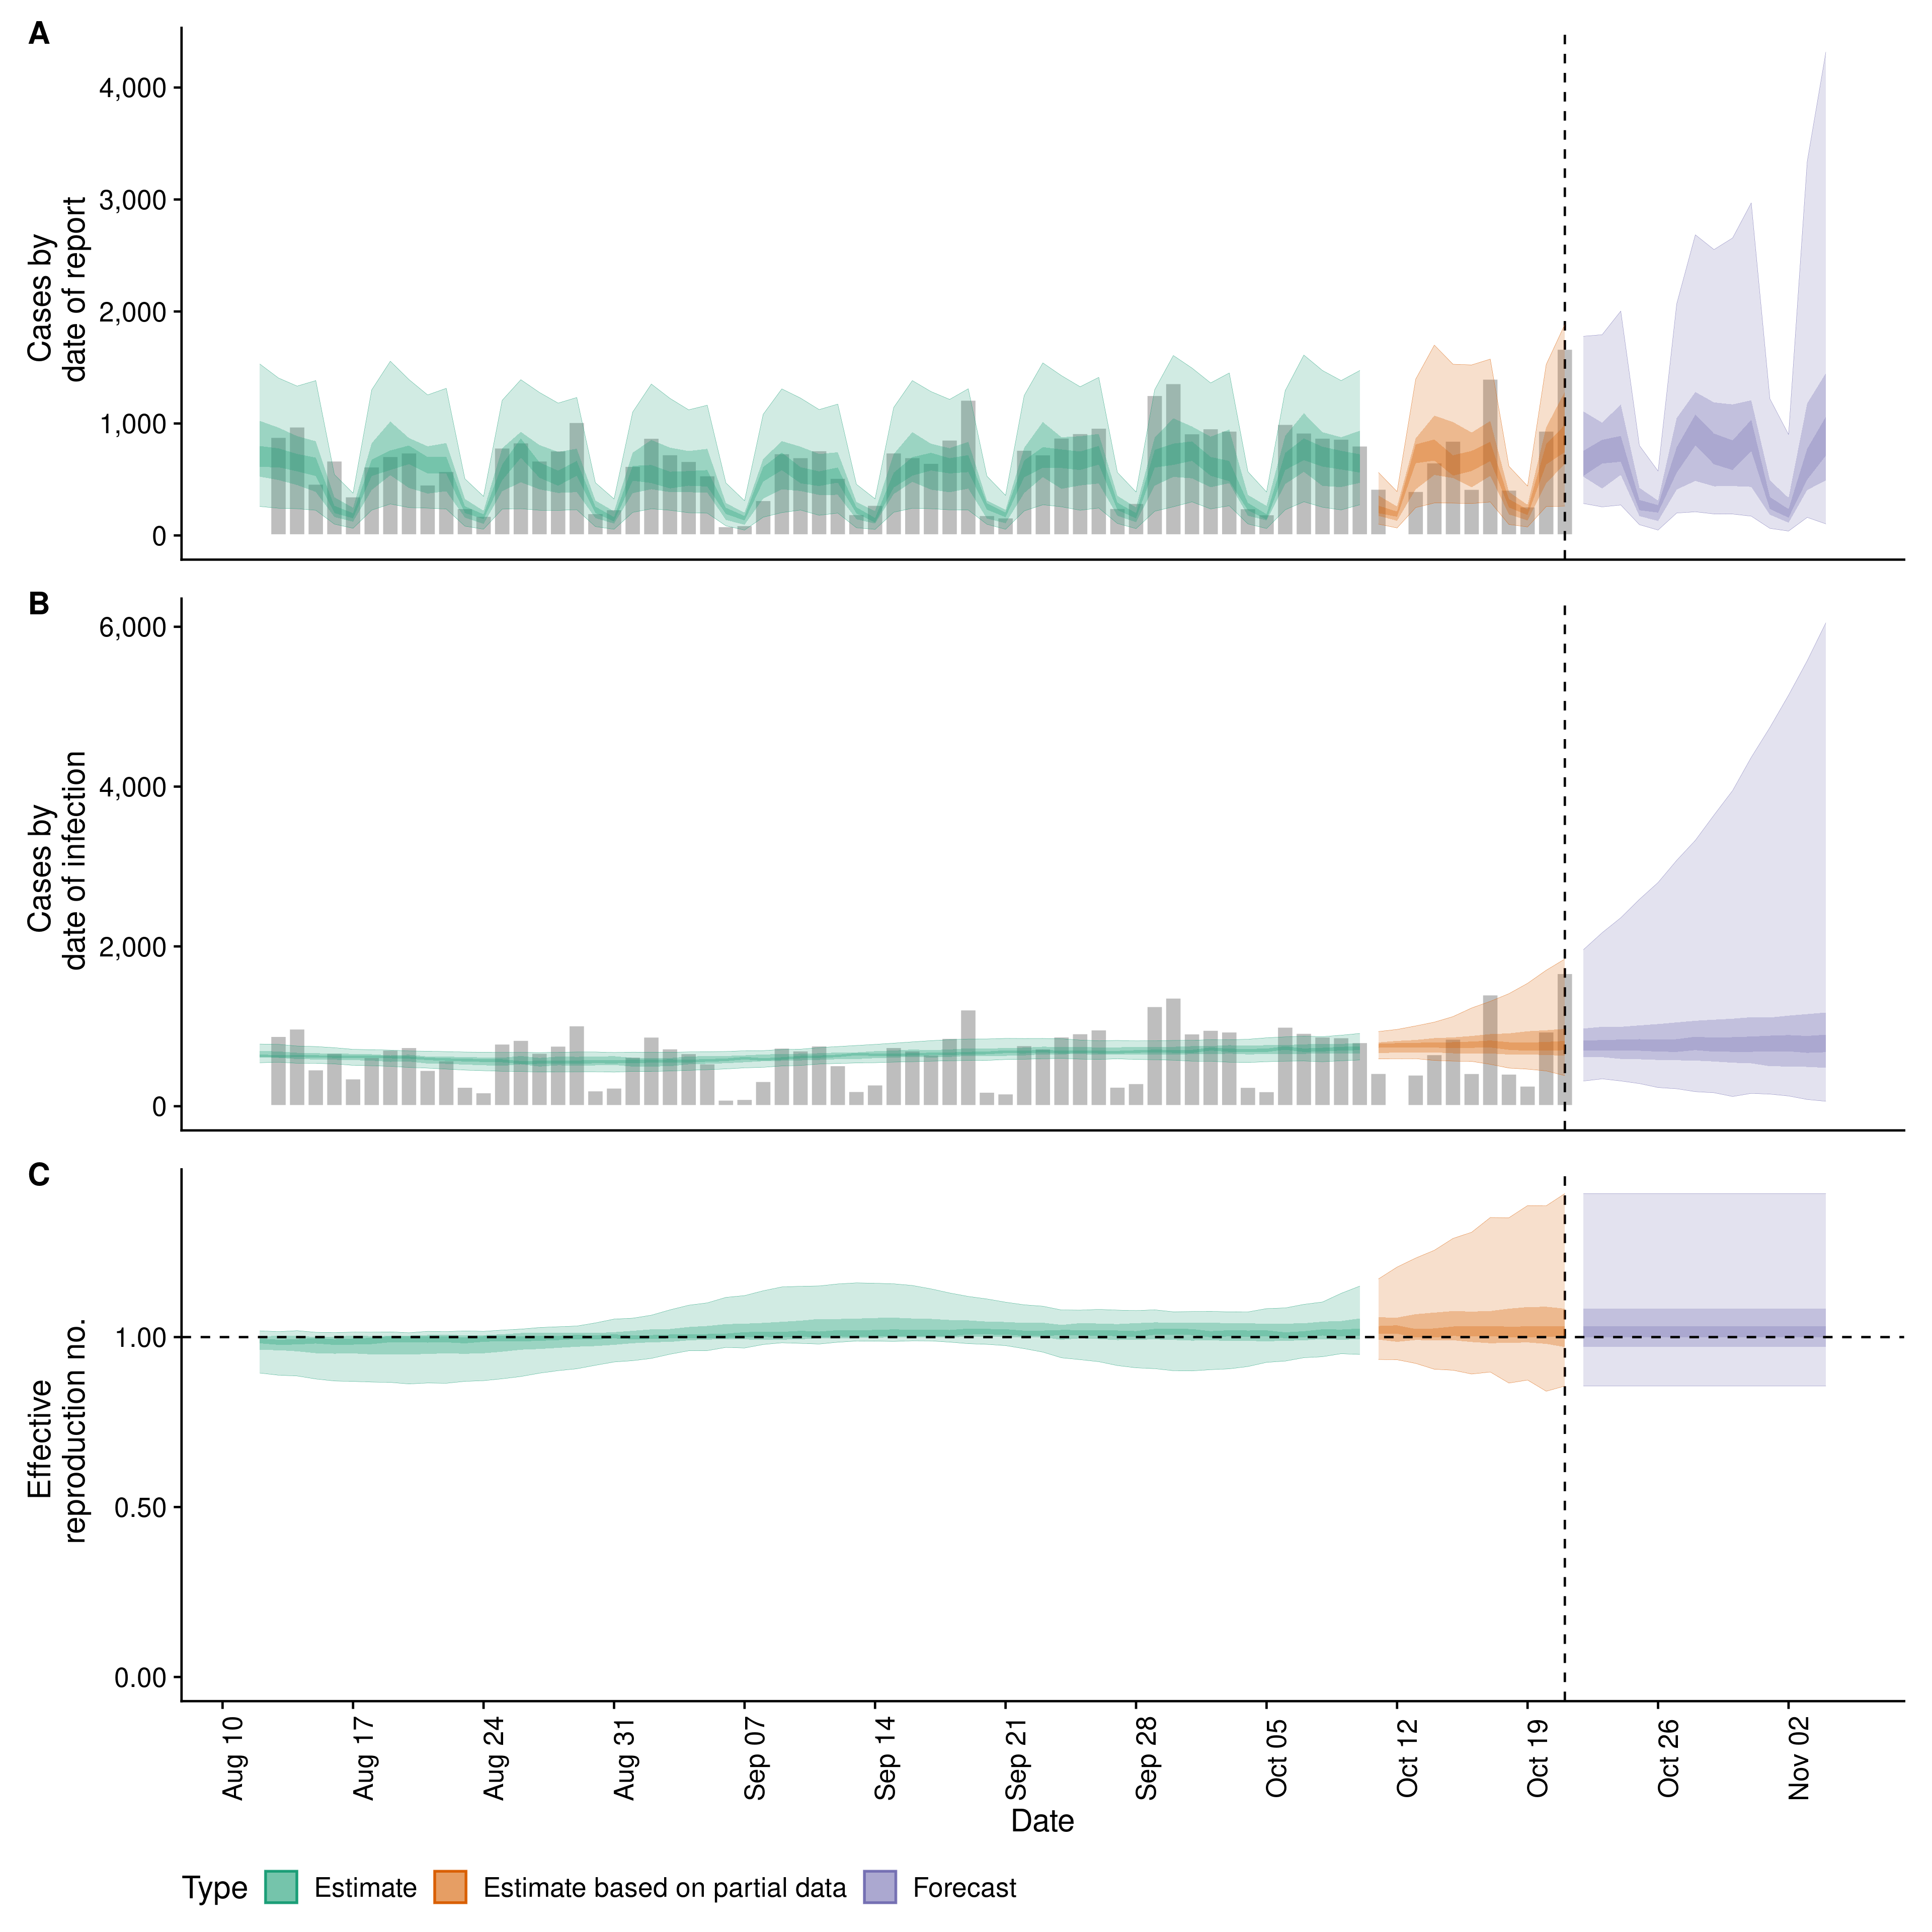 A
Cases by
date of report
4,000
3,000
2,000
1,000
0
B
Cases by
date of infection
6,000
4,000
2,000
0
C
Effective
reproduction no.
1.00
0.50
0.00
Aug 10
Aug 17
Aug 24
Aug 31
Sep 07
Sep 14
Sep 21
Sep 28
Oct 05
Oct 12
Oct 19
Oct 26
Nov 02
Date
Type Estimate Estimate based on partial data Forecast